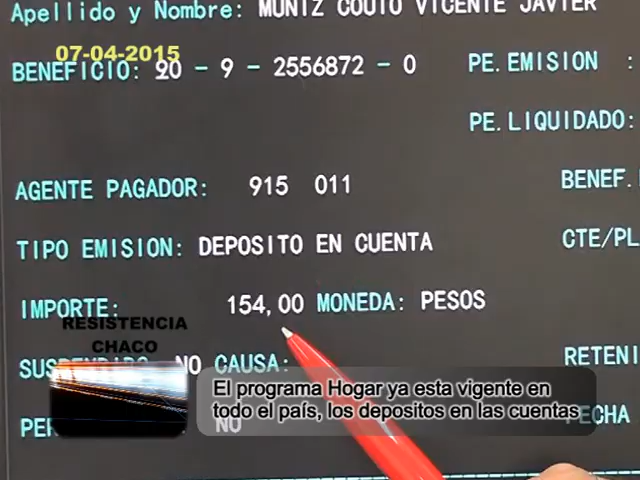 Apellido y Nombre: MUNIZ COUTO VICENTE JAVIER
07-04-2015
BENEFICIO: 20 - 9 - 2556872 - 0 PE.EMISION :
PE.LIQUIDADO:
AGENTE PAGADOR: 915 011 BENEF.
TIPO EMISION: DEPOSITO EN CUENTA CTE/PL
IMPORTE: 154,00 MONEDA: PESOS
RESISTENCIA
CHACO
SUSPENDIDO NO CAUSA: RETENI
El programa Hogar ya esta vigente en
todo el país, los depositos en las cuentas
PER NO FECHA